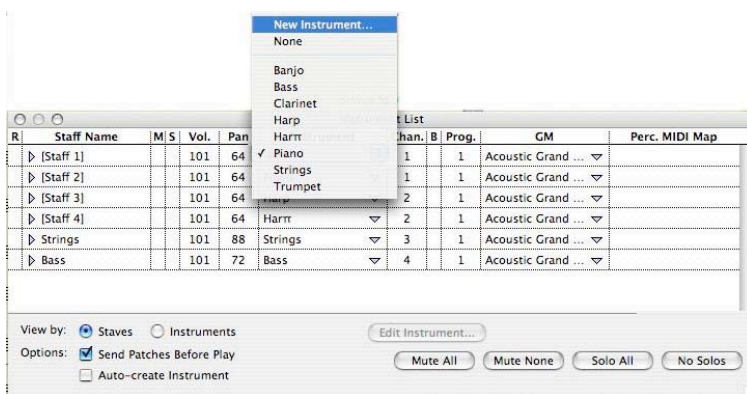 New Instrument...
None
Banjo
Bass
Clarinet
Harp
Harπ
✓ Piano
Strings
Trumpet
t List
R Staff Name M S Vol. Pan Chan. B Prog. GM Perc. MIDI Map
[Staff 1] 101 64 1 1 Acoustic Grand ...
[Staff 2] 101 64 1 1 Acoustic Grand ...
[Staff 3] 101 64 Harp 2 1 Acoustic Grand ...
[Staff 4] 101 64 Harπ 2 1 Acoustic Grand ...
Strings 101 88 Strings 3 1 Acoustic Grand ...
Bass 101 72 Bass 4 1 Acoustic Grand ...
View by: Staves Instruments Edit Instrument...
Options: Send Patches Before Play Mute All Mute None Solo All No Solos
Auto-create Instrument